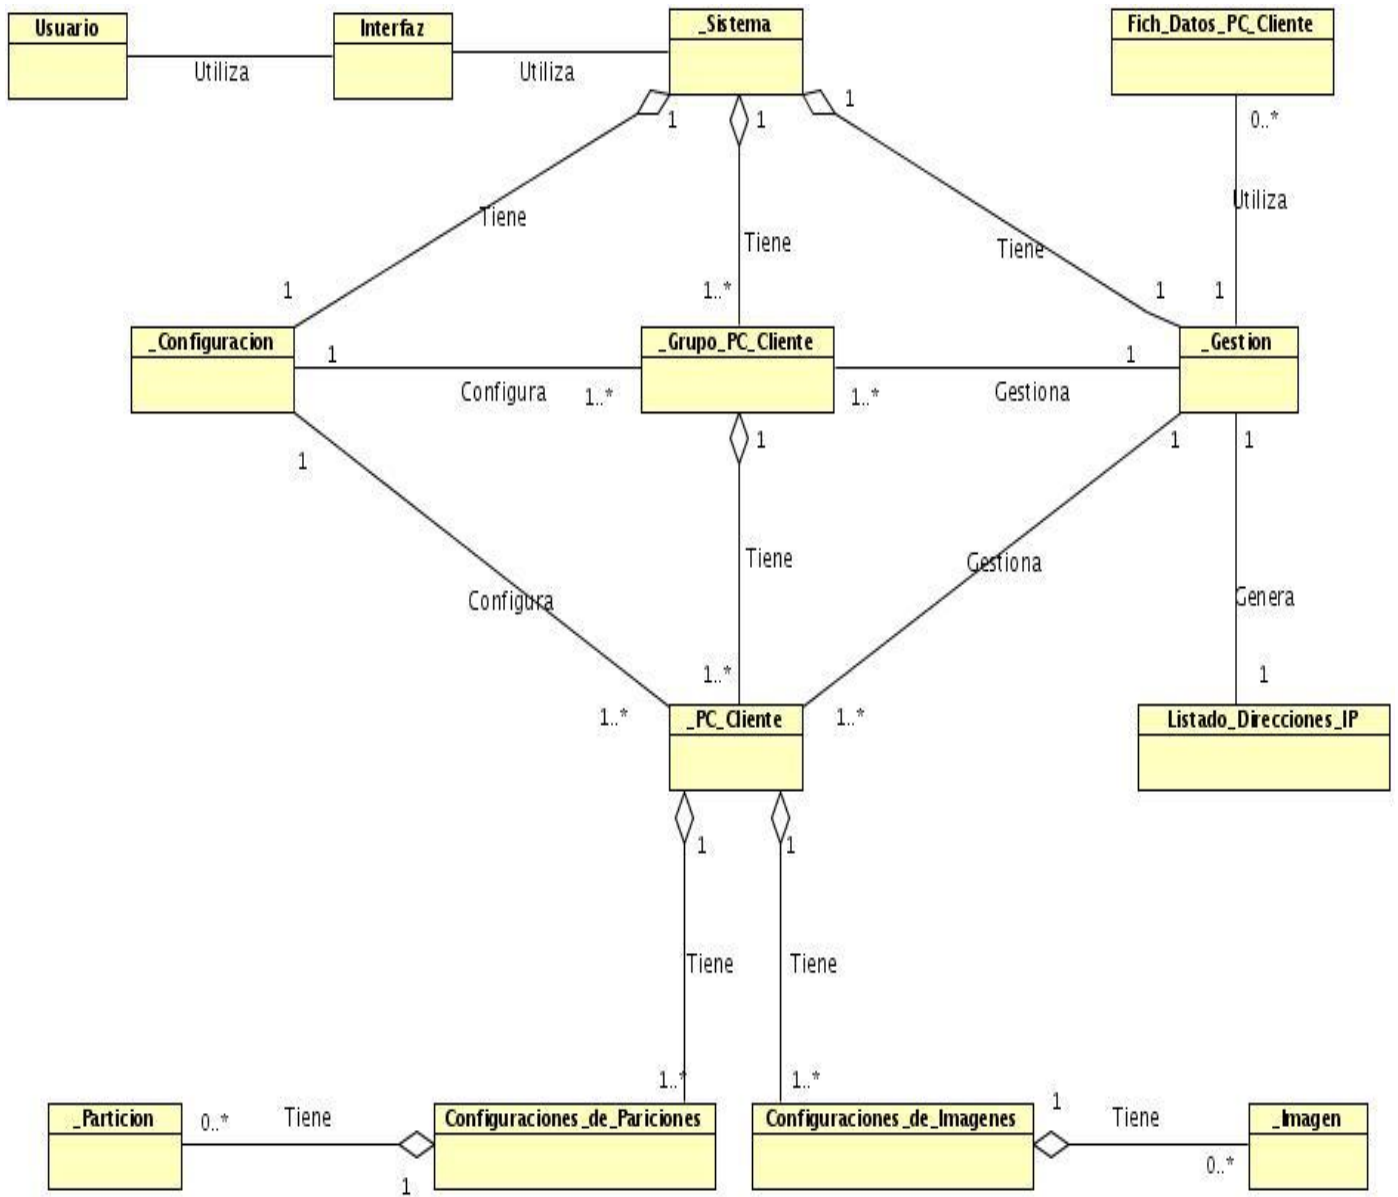 Usuario
Interfaz
_Sistema
Fich_Datos_PC_Cliente
Utiliza
Utiliza
1
1
1
0..*
Tiene
Tiene
Tiene
Utiliza
1
1..*
1
1
_Configuracion
_Grupo_PC_Cliente
_Gestion
1
Configura
1..*
1..*
Gestiona
1
1
1
1
1
Tiene
Configura
Gestiona
Genera
1..*
1..*
1..*
1
_PC_Cliente
Listado_Direcciones_IP
1
1
Tiene
Tiene
1..*
1..*
_Particion
0..*
Tiene
1
Configuraciones_de_Pariciones
Configuraciones_de_Imagenes
1
Tiene
0..*
_Imagen